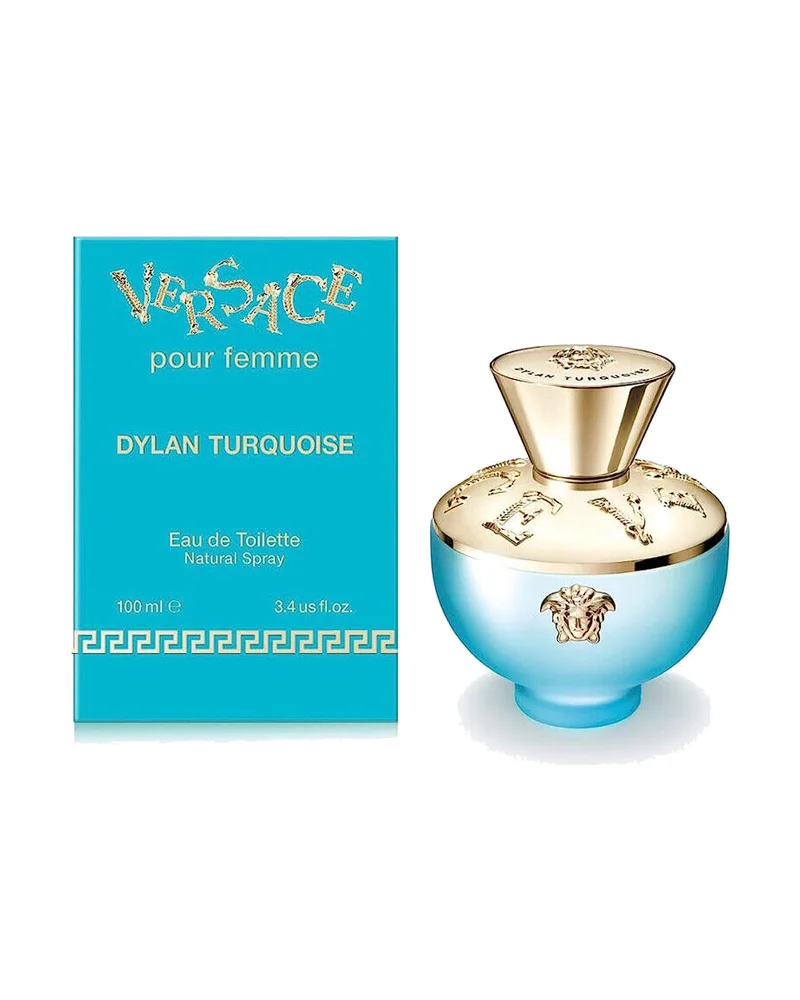 VERSACE
pour femme
DYLAN TURQUOISE
Eau de Toilette
Natural Spray
100 ml ℮ 3.4 us fl.oz.
DYLAN TURQUOISE